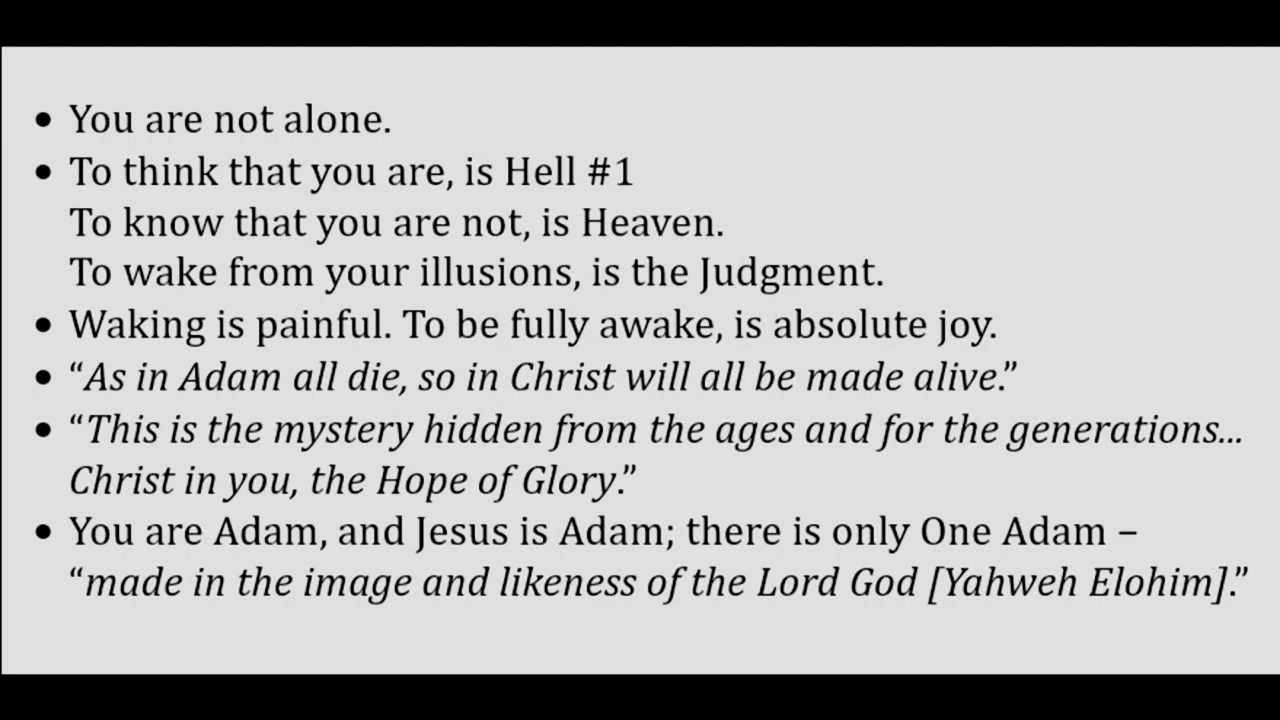 • You are not alone.
• To think that you are, is Hell #1
To know that you are not, is Heaven.
To wake from your illusions, is the Judgment.
• Waking is painful. To be fully awake, is absolute joy.
• “As in Adam all die, so in Christ will all be made alive.”
• “This is the mystery hidden from the ages and for the generations...
Christ in you, the Hope of Glory.”
• You are Adam, and Jesus is Adam; there is only One Adam –
“made in the image and likeness of the Lord God [Yahweh Elohim].”